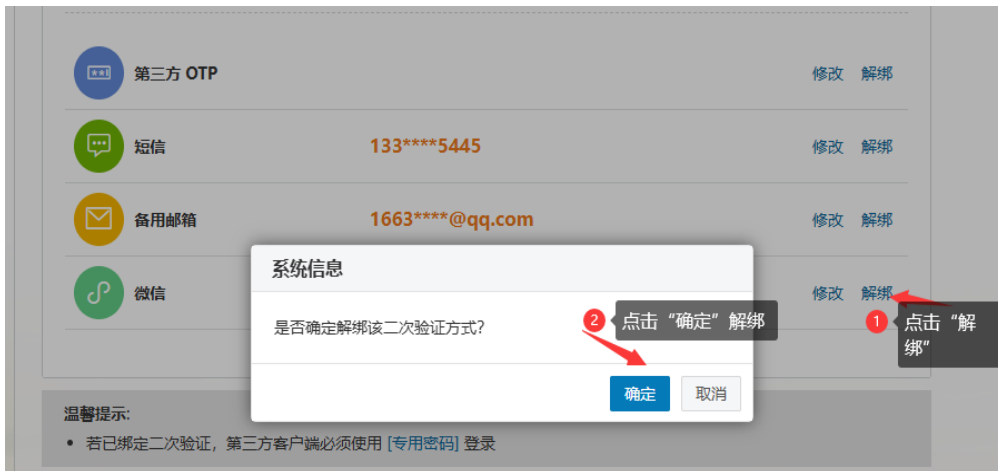 第三方 OTP 修改 解绑
短信 133****5445 修改 解绑
备用邮箱 1663****@qq.com 修改 解绑
微信 修改 解绑
系统信息
是否确定解绑该二次验证方式?
2 点击“确定”解绑
1 点击“解
绑”
确定 取消
温馨提示:
• 若已绑定二次验证，第三方客户端必须使用 [专用密码] 登录